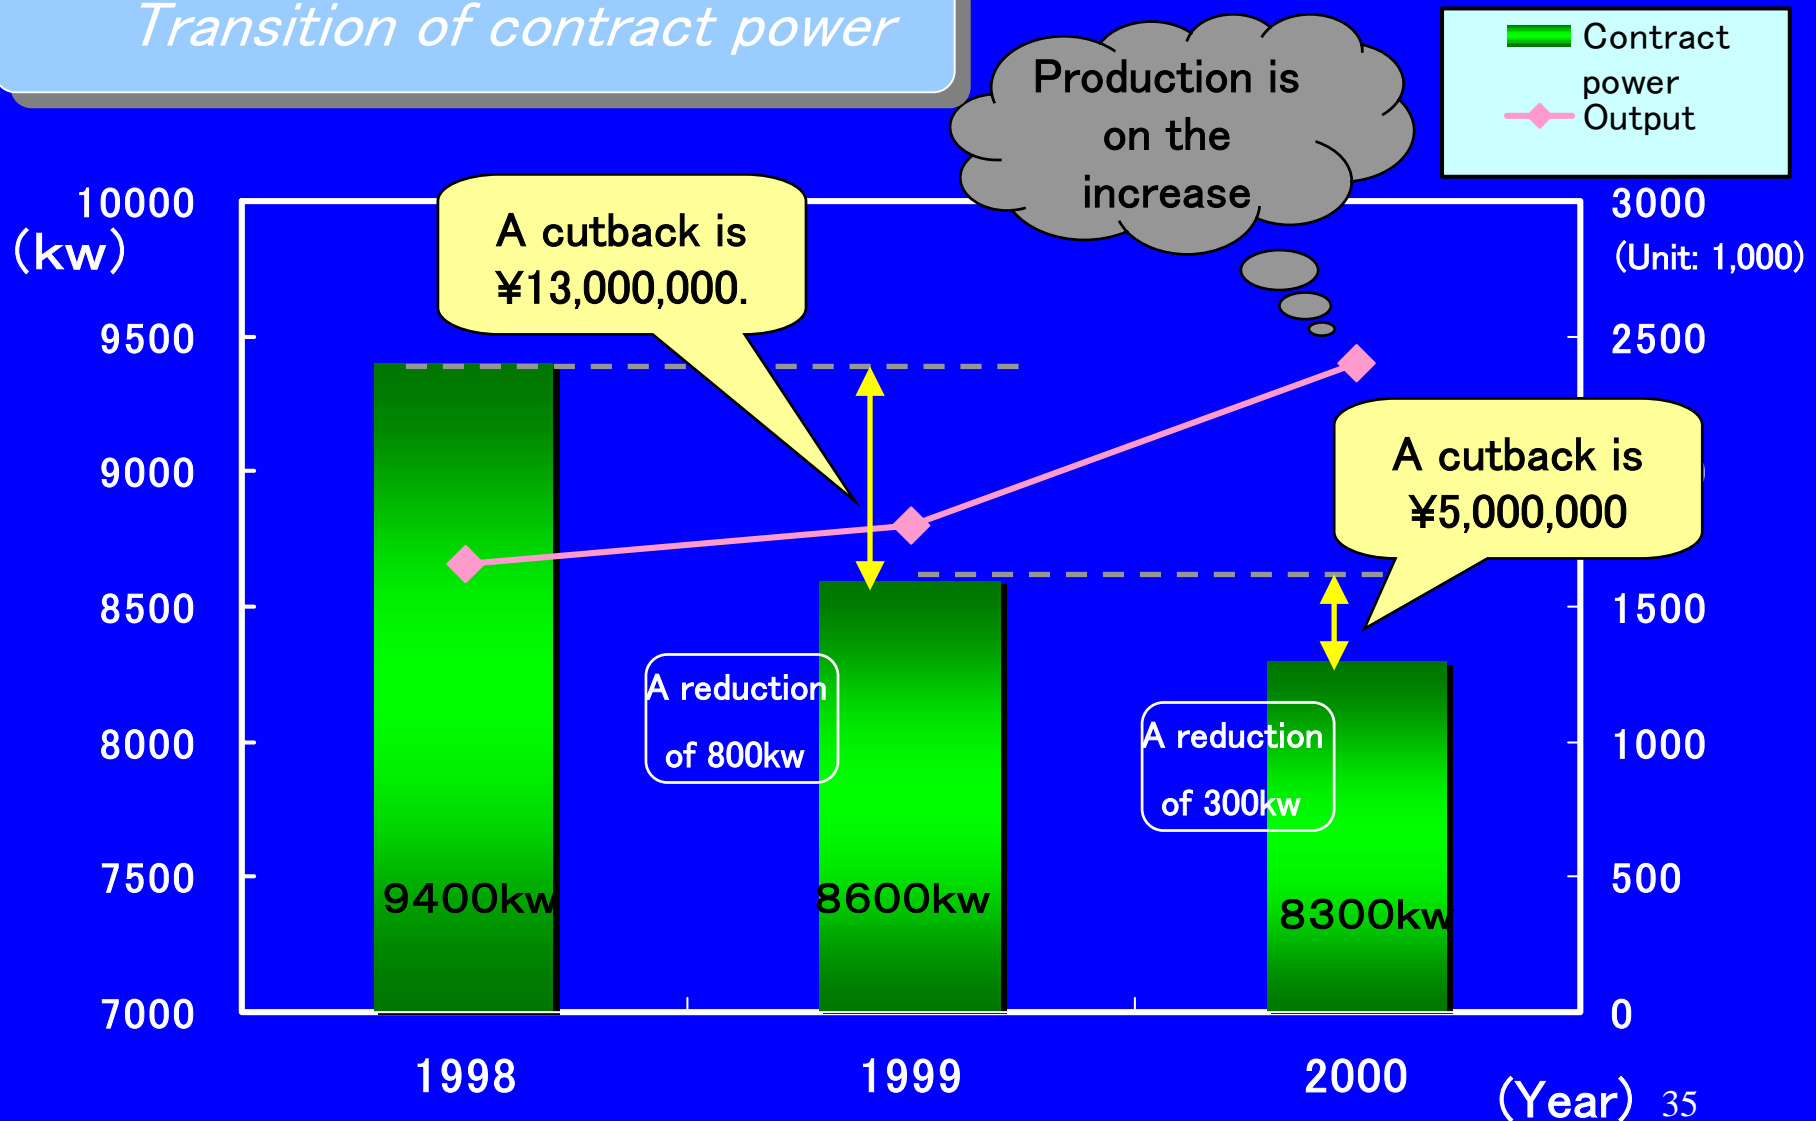 Transition of contract power
Production is
on the
increase
Contract
power
Output
10000
(kw)
9500
9000
8500
8000
7500
7000
3000
(Unit: 1,000)
2500
1500
1000
500
0
A cutback is
¥13,000,000.
A cutback is
¥5,000,000
A reduction
of 800kw
A reduction
of 300kw
9400kw
8600kw
8300kw
1998
1999
2000
(Year)
35